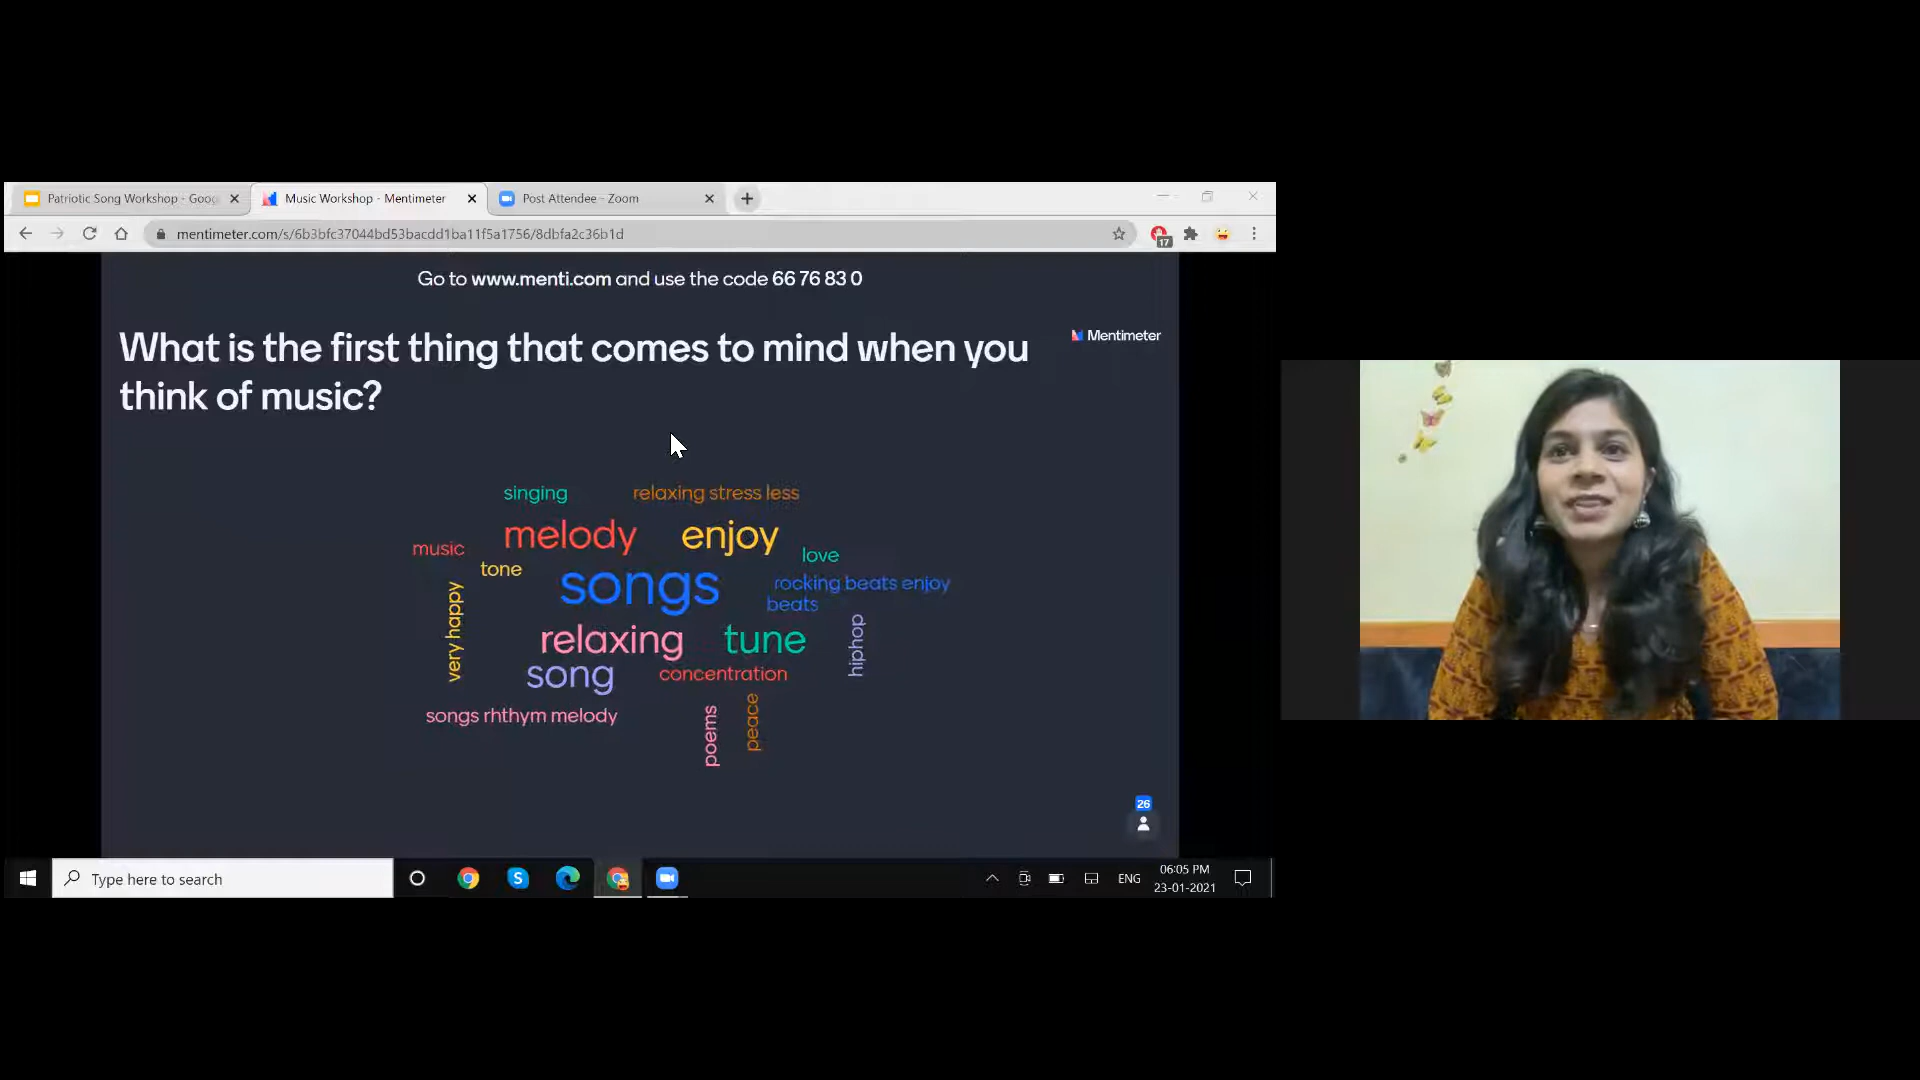 Patriotic Song Workshop - Goog
Music Workshop - Mentimeter
Post Attendee - Zoom
mentimeter.com/s/6b3bfc37044bd53bacdd1ba11f5a1756/8dbfa2c36b1d
17
Go to www.menti.com and use the code 66 76 83 0
Mentimeter
What is the first thing that comes to mind when you
think of music?
singing
relaxing stress less
melody
enjoy
music
love
tone
songs
rocking beats enjoy
beats
very happy
relaxing
tune
hiphop
song
concentration
songs rhthym melody
poems
peace
26
Type here to search
ENG
06:05 PM
23-01-2021